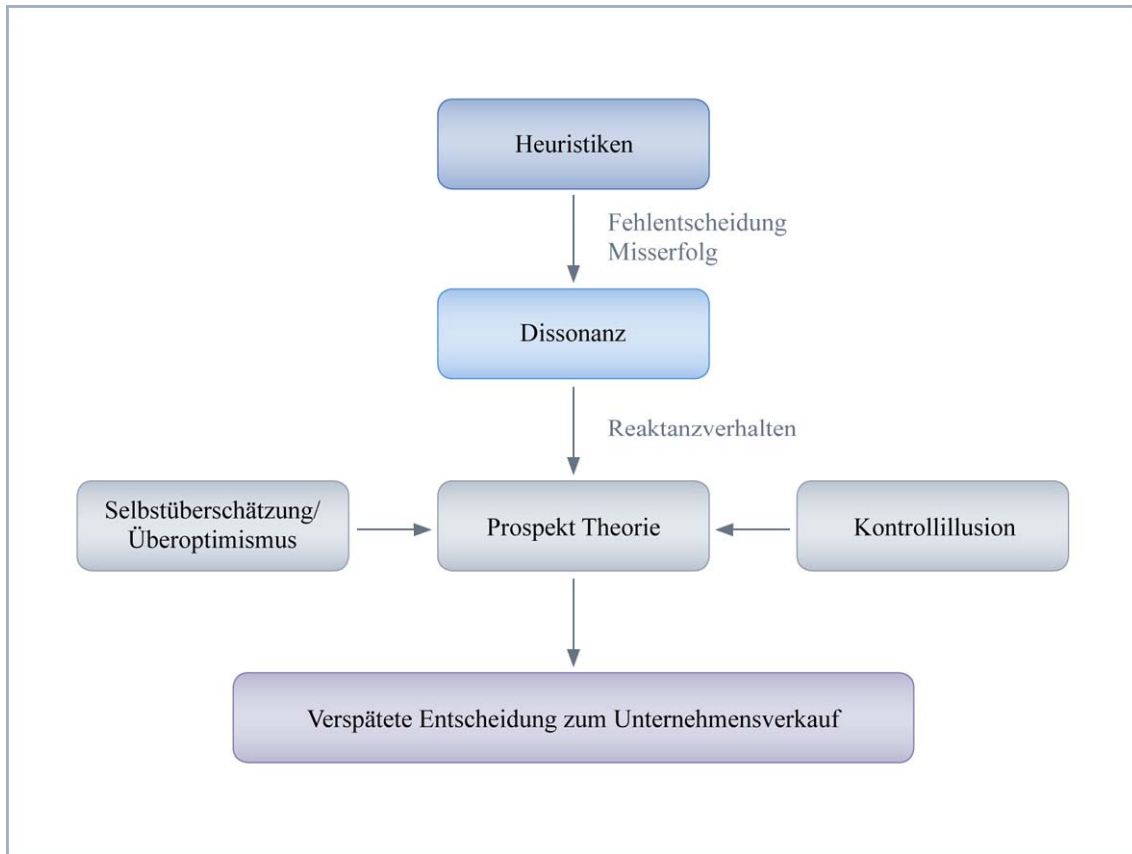 Heuristiken
Fehlentscheidung
Misserfolg
Dissonanz
Reaktanzverhalten
Selbstüberschätzung/
Überoptimismus
Prospekt Theorie
Kontrollillusion
Verspätete Entscheidung zum Unternehmensverkauf